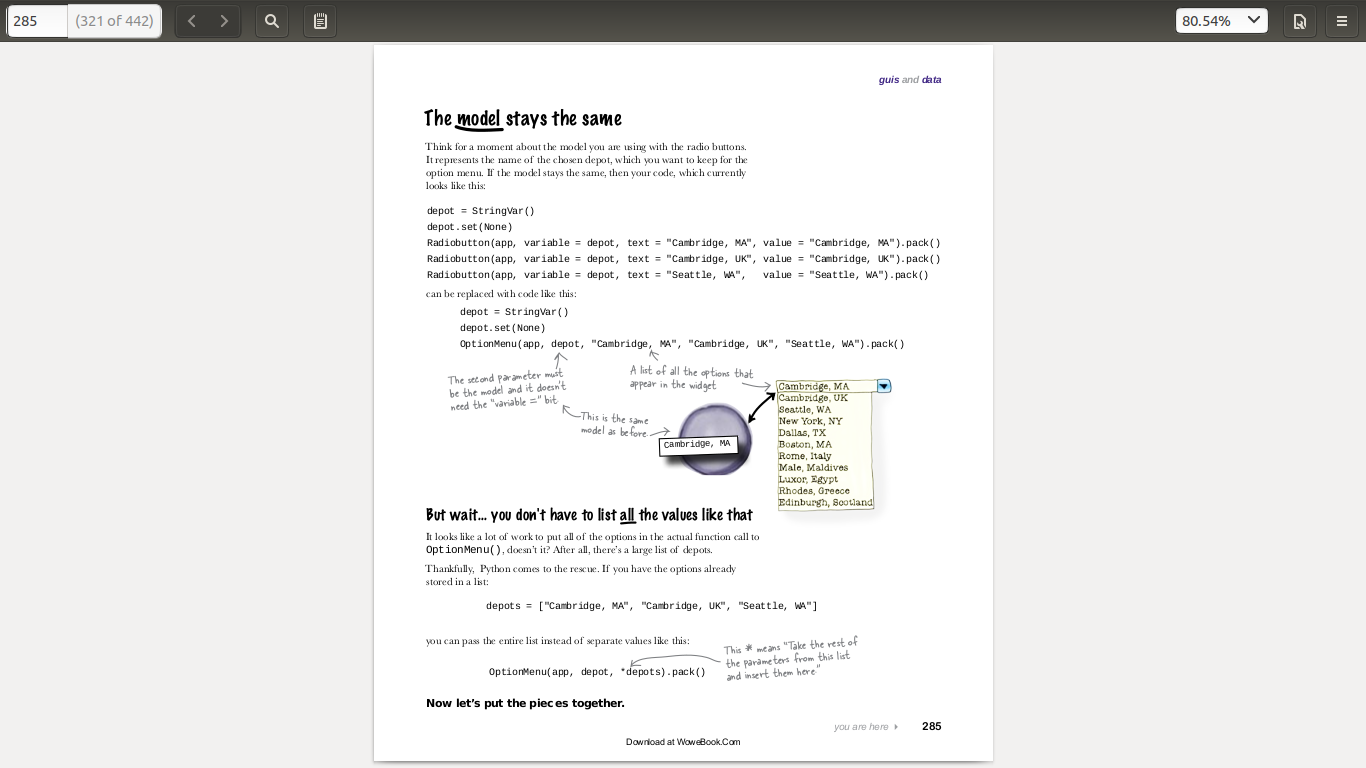 285
(321 of 442)
80.54%
guis and data
The model stays the same
Think for a moment about the model you are using with the radio buttons.
It represents the name of the chosen depot, which you want to keep for the
option menu. If the model stays the same, then your code, which currently
looks like this:
depot = StringVar()
depot.set(None)
Radiobutton(app, variable = depot, text = "Cambridge, MA", value = "Cambridge, MA").pack()
Radiobutton(app, variable = depot, text = "Cambridge, UK", value = "Cambridge, UK").pack()
Radiobutton(app, variable = depot, text = "Seattle, WA",   value = "Seattle, WA").pack()
can be replaced with code like this:
depot = StringVar()
depot.set(None)
OptionMenu(app, depot, "Cambridge, MA", "Cambridge, UK", "Seattle, WA").pack()
The second parameter must
be the model and it doesn't
need the "variable =" bit
A list of all the options that
appear in the widget
This is the same
model as before.
Cambridge, MA
Cambridge, MA
Cambridge, UK
Seattle, WA
New York, NY
Dallas, TX
Boston, MA
Rome, Italy
Male, Maldives
Luxor, Egypt
Rhodes, Greece
Edinburgh, Scotland
But wait... you don't have to list all the values like that
It looks like a lot of work to put all of the options in the actual function call to
OptionMenu(), doesn't it? After all, there's a large list of depots.
Thankfully, Python comes to the rescue. If you have the options already
stored in a list:
depots = ["Cambridge, MA", "Cambridge, UK", "Seattle, WA"]
you can pass the entire list instead of separate values like this:
This * means "Take the rest of
the parameters from this list
and insert them here."
OptionMenu(app, depot, *depots).pack()
Now let's put the pieces together.
you are here
285
Download at WoweBook.Com